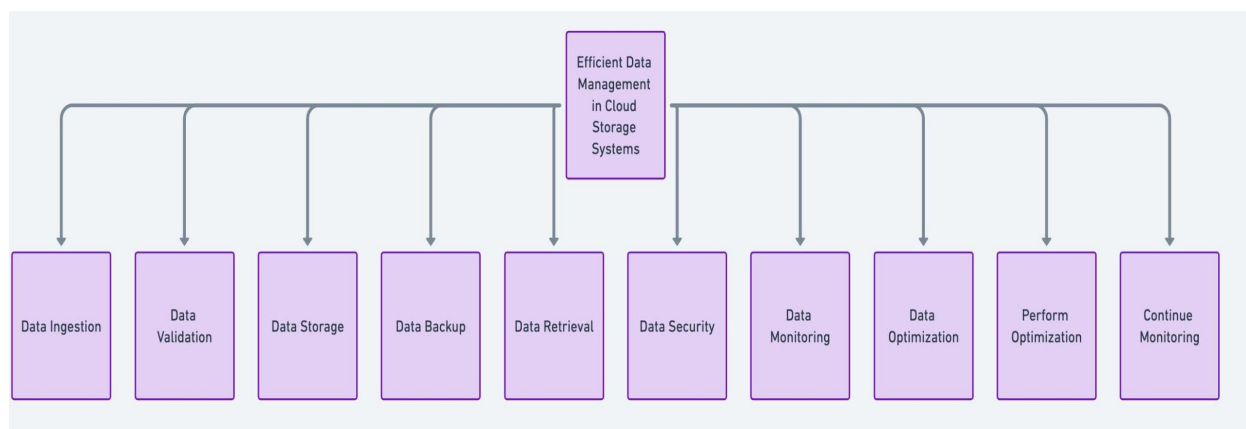 Efficient Data
Management
in Cloud
Storage
Systems
Data Ingestion
Data
Validation
Data Storage
Data Backup
Data Retrieval
Data Security
Data
Monitoring
Data
Optimization
Perform
Optimization
Continue
Monitoring